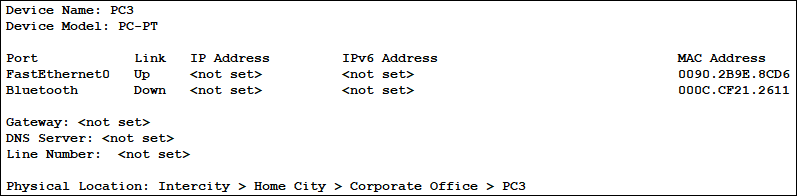 Device Name: PC3
Device Model: PC-PT
Port Link IP Address IPv6 Address MAC Address
FastEthernet0 Up <not set> <not set> 0090.2B9E.8CD6
Bluetooth Down <not set> <not set> 000C.CF21.2611
Gateway: <not set>
DNS Server: <not set>
Line Number: <not set>
Physical Location: Intercity > Home City > Corporate Office > PC3